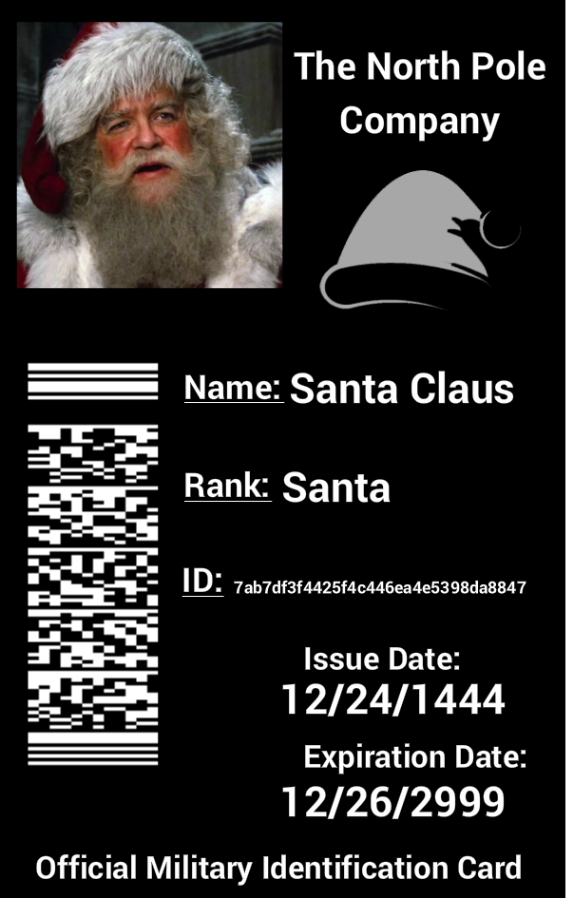 The North Pole
Company
Name: Santa Claus
Rank: Santa
ID: 7ab7df3f4425f4c446ea4e5398da8847
Issue Date:
12/24/1444
Expiration Date:
12/26/2999
Official Military Identification Card